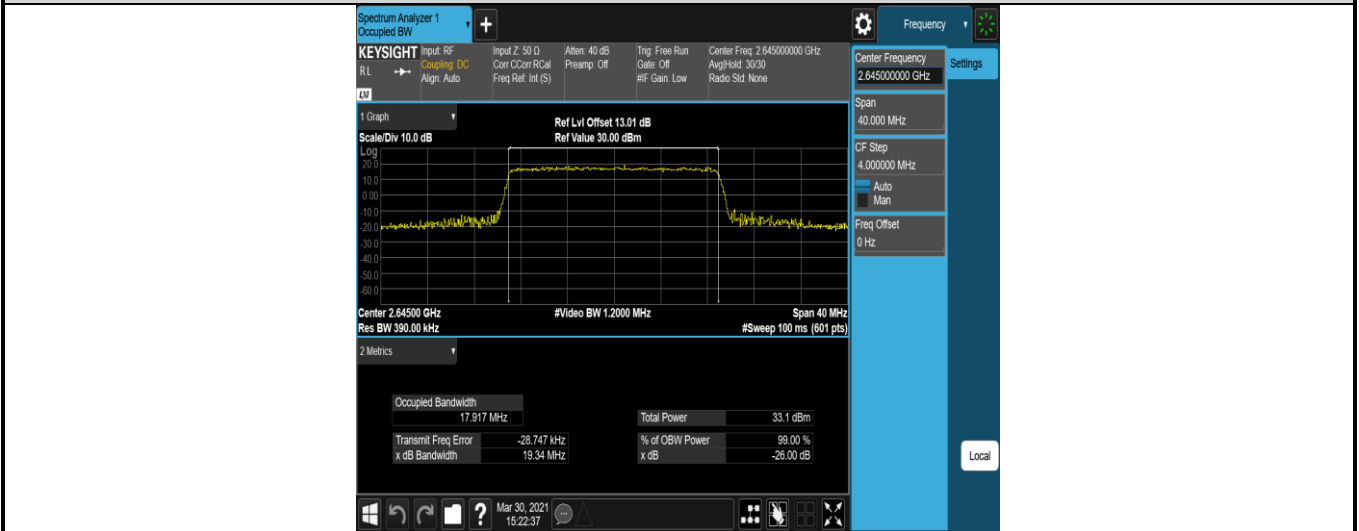 Spectrum Analyzer 1
Occupied BW
+
Frequency
KEYSIGHT
RL
LXI
Input: RF
Coupling: DC
Align: Auto
Input Z: 50 Ω
Corr CCorr RCal
Freq Ref: Int (S)
Atten: 40 dB
Preamp: Off
Trig: Free Run
Gate: Off
#IF Gain: Low
Center Freq: 2.645000000 GHz
Avg|Hold: 30/30
Radio Std: None
Center Frequency
2.645000000 GHz
Settings
Span
40.000 MHz
CF Step
4.000000 MHz
Auto
Man
Freq Offset
0 Hz
1 Graph
Ref Lvl Offset 13.01 dB
Scale/Div 10.0 dB
Ref Value 30.00 dBm
Log
20.0
10.0
0.00
-10.0
-20.0
-30.0
-40.0
-50.0
-60.0
Center 2.64500 GHz
#Video BW 1.2000 MHz
Span 40 MHz
Res BW 390.00 kHz
#Sweep 100 ms (601 pts)
2 Metrics
Occupied Bandwidth
17.917 MHz
Total Power 33.1 dBm
Transmit Freq Error -28.747 kHz
% of OBW Power 99.00 %
x dB Bandwidth 19.34 MHz
x dB -26.00 dB
Local
?
Mar 30, 2021
15:22:37